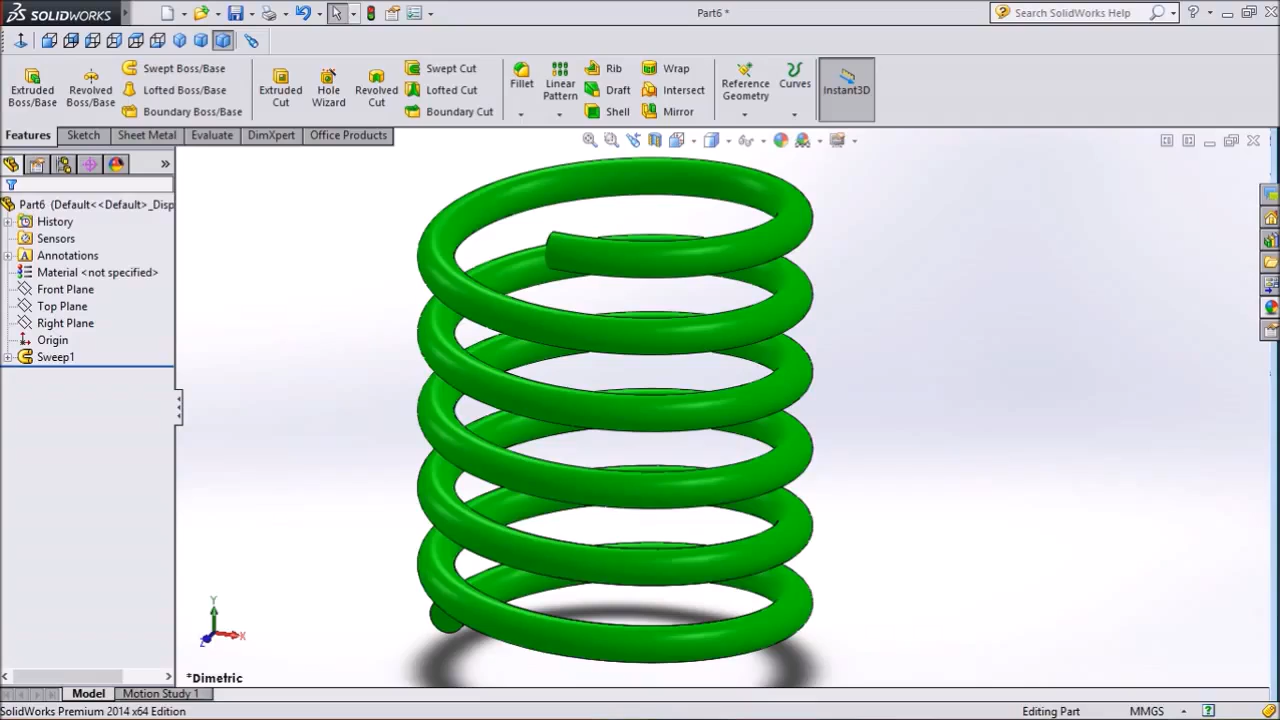 SOLIDWORKS
Part6 *
Search SolidWorks Help
Extruded Boss/Base
Revolved Boss/Base
Swept Boss/Base
Lofted Boss/Base
Boundary Boss/Base
Extruded Cut
Hole Wizard
Revolved Cut
Swept Cut
Lofted Cut
Boundary Cut
Fillet
Linear Pattern
Rib
Draft
Shell
Wrap
Intersect
Mirror
Reference Geometry
Curves
Instant3D
Features Sketch Sheet Metal Evaluate DimXpert Office Products
Part6 (Default<<Default>_Disp
History
Sensors
Annotations
Material <not specified>
Front Plane
Top Plane
Right Plane
Origin
Sweep1
Y
X
Z
*Dimetric
Model Motion Study 1
SolidWorks Premium 2014 x64 Edition
Editing Part
MMGS